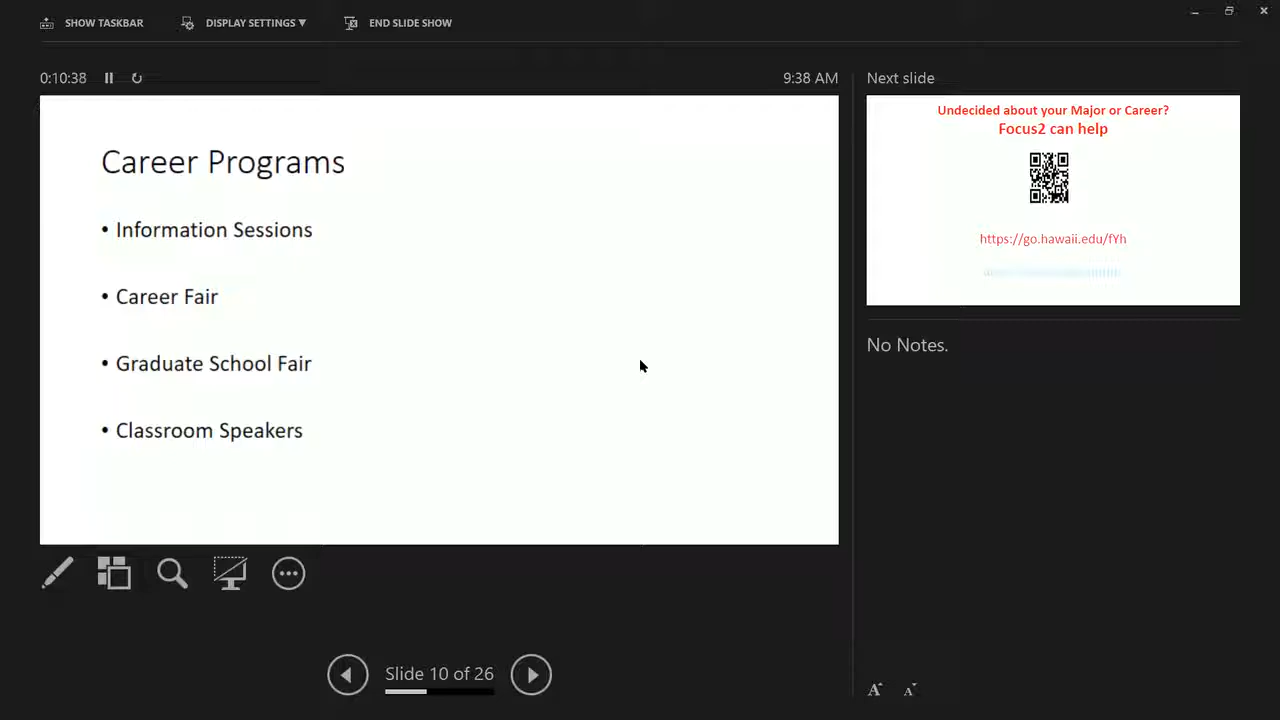 SHOW TASKBAR
DISPLAY SETTINGS ▼
END SLIDE SHOW
0:10:38
9:38 AM
Career Programs
• Information Sessions
• Career Fair
• Graduate School Fair
• Classroom Speakers
Next slide
Undecided about your Major or Career?
Focus2 can help
https://go.hawaii.edu/fYh
No Notes.
Slide 10 of 26
A A